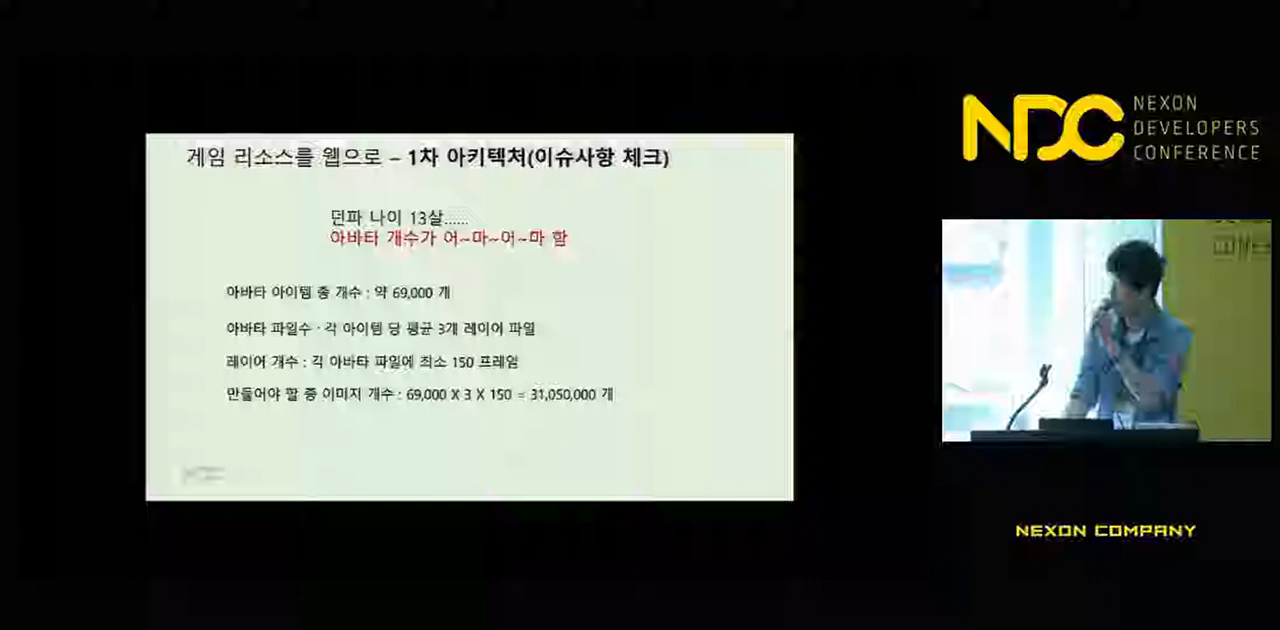 게임 리소스를 웹으로 – 1차 아키텍쳐(이슈사항 체크)
던파 나이 13살......
아바타 개수가 어~마~어~마 함
아바타 아이템 총 개수 : 약 69,000 개
아바타 파일수 : 각 아이템 당 평균 3개 레이어 파일
레이어 개수 : 각 아바타 파일에 최소 150 프레임
만들어야 할 총 이미지 개수 : 69,000 X 3 X 150 = 31,050,000 개
NDC
NEXON
DEVELOPERS
CONFERENCE
NEXON COMPANY